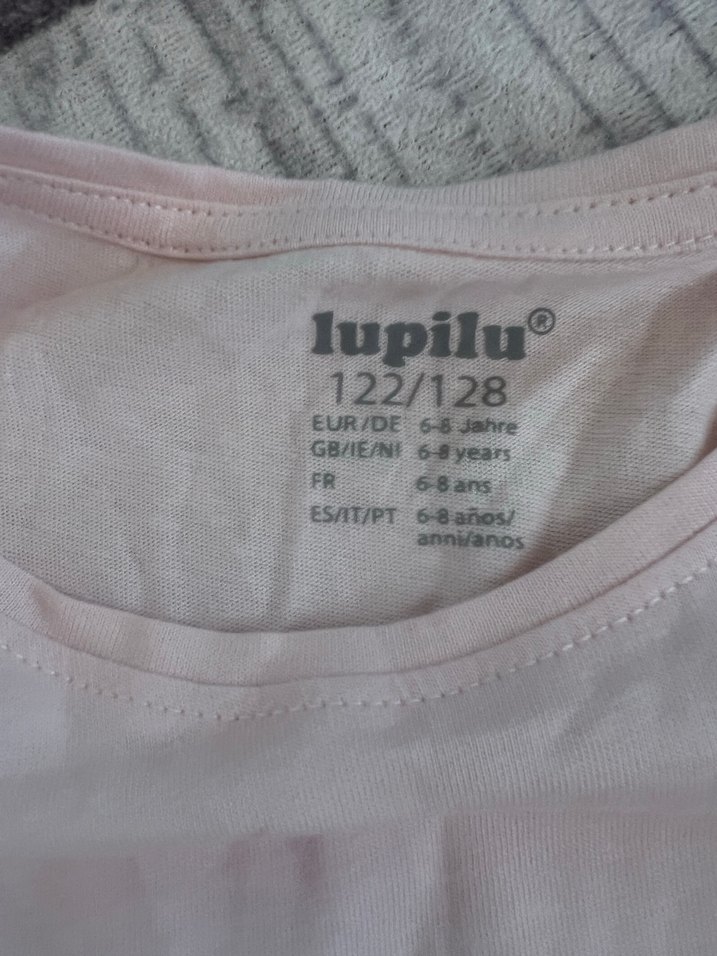 lupilu®
122/128
EUR/DE 6-8 Jahre
GB/IE/NI 6-8 years
FR 6-8 ans
ES/IT/PT 6-8 años/
anni/anos